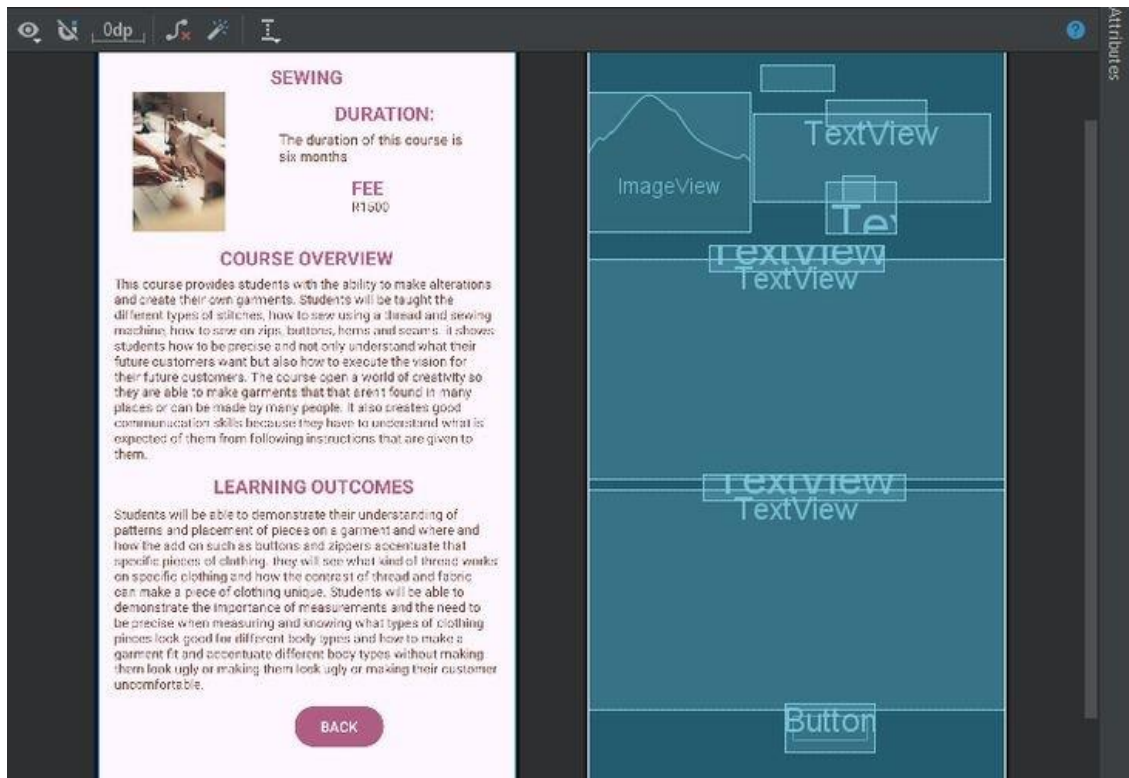 0dp
Attributes
SEWING
DURATION:
The duration of this course is
six months
FEE
R1500
COURSE OVERVIEW
This course provides students with the ability to make alterations
and create their own garments. Students will be taught the
different types of stitches, how to sew using a thread and sewing
machine, how to sew on zips, buttons, hems and seams. it shows
students how to be precise and not only understand what their
future customers want but also how to execute the vision for
their future customers. The course open a world of creativity so
they are able to make garments that that arent found in many
places or can be made by many people. it also creates good
communucation skills because they have to understand what is
expected of them from following instructions that are given to
them.
LEARNING OUTCOMES
Students will be able to demonstrate their understanding of
patterns and placement of pieces on a garment and where and
how the add on such as buttons and zippers accentuate that
specific pieces of clothing. they will see what kind of thread works
on specific clothing and how the contrast of thread and fabric
can make a piece of clothing unique. Students will be able to
demonstrate the importance of measurements and the need to
be precise when measuring and knowing what types of clothing
pieces look good for different body types and how to make a
garment fit and accentuate different body types without making
them look ugly or making them look ugly or making their customer
uncomfortable.
BACK
TextView
ImageView
Te
TextView
TextView
TextView
TextView
Button